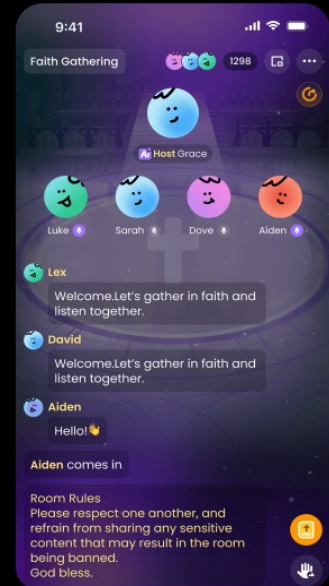 9:41
Faith Gathering
1298
Host Grace
Luke
Sarah
Dove
Aiden
Lex
Welcome.Let's gather in faith and
listen together.
David
Welcome.Let's gather in faith and
listen together.
Aiden
Hello!👋
Aiden comes in
Room Rules
Please respect one another, and
refrain from sharing any sensitive
content that may result in the room
being banned.
God bless.